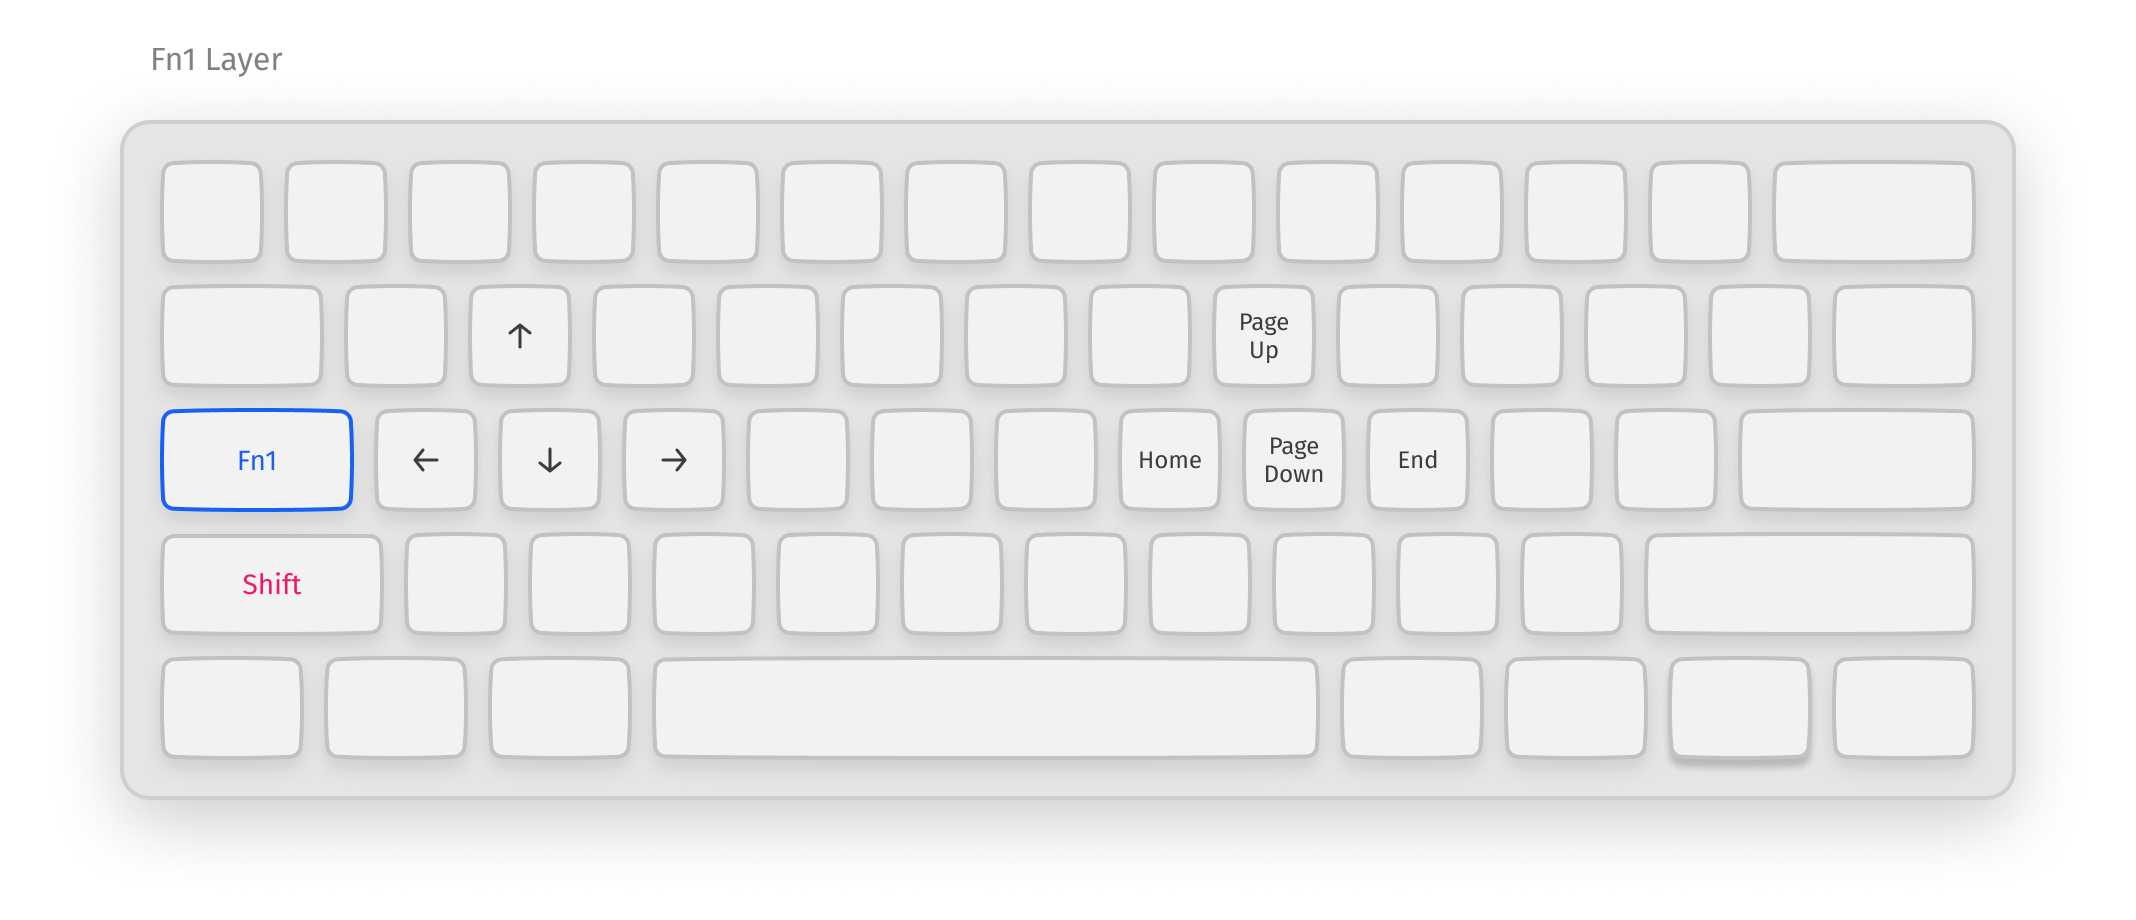 Fn1 Layer
↑
Page
Up
Fn1
←
↓
→
Home
Page
Down
End
Shift